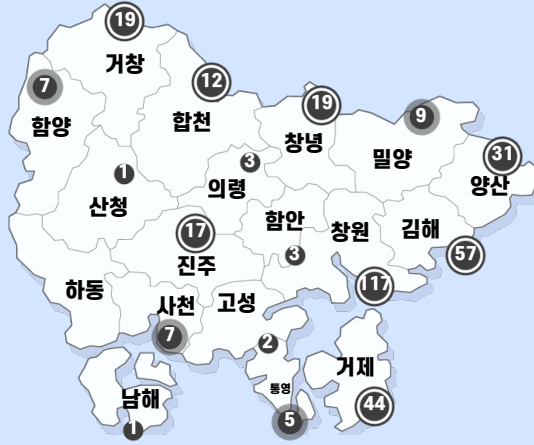 19
거창
7
12
함양
합천
19
창녕
9
밀양
31
양산
1
3
산청
의령
17
진주
함안
3
창원
김해
57
117
하동
사천
7
고성
2
거제
44
통영
5
남해
1